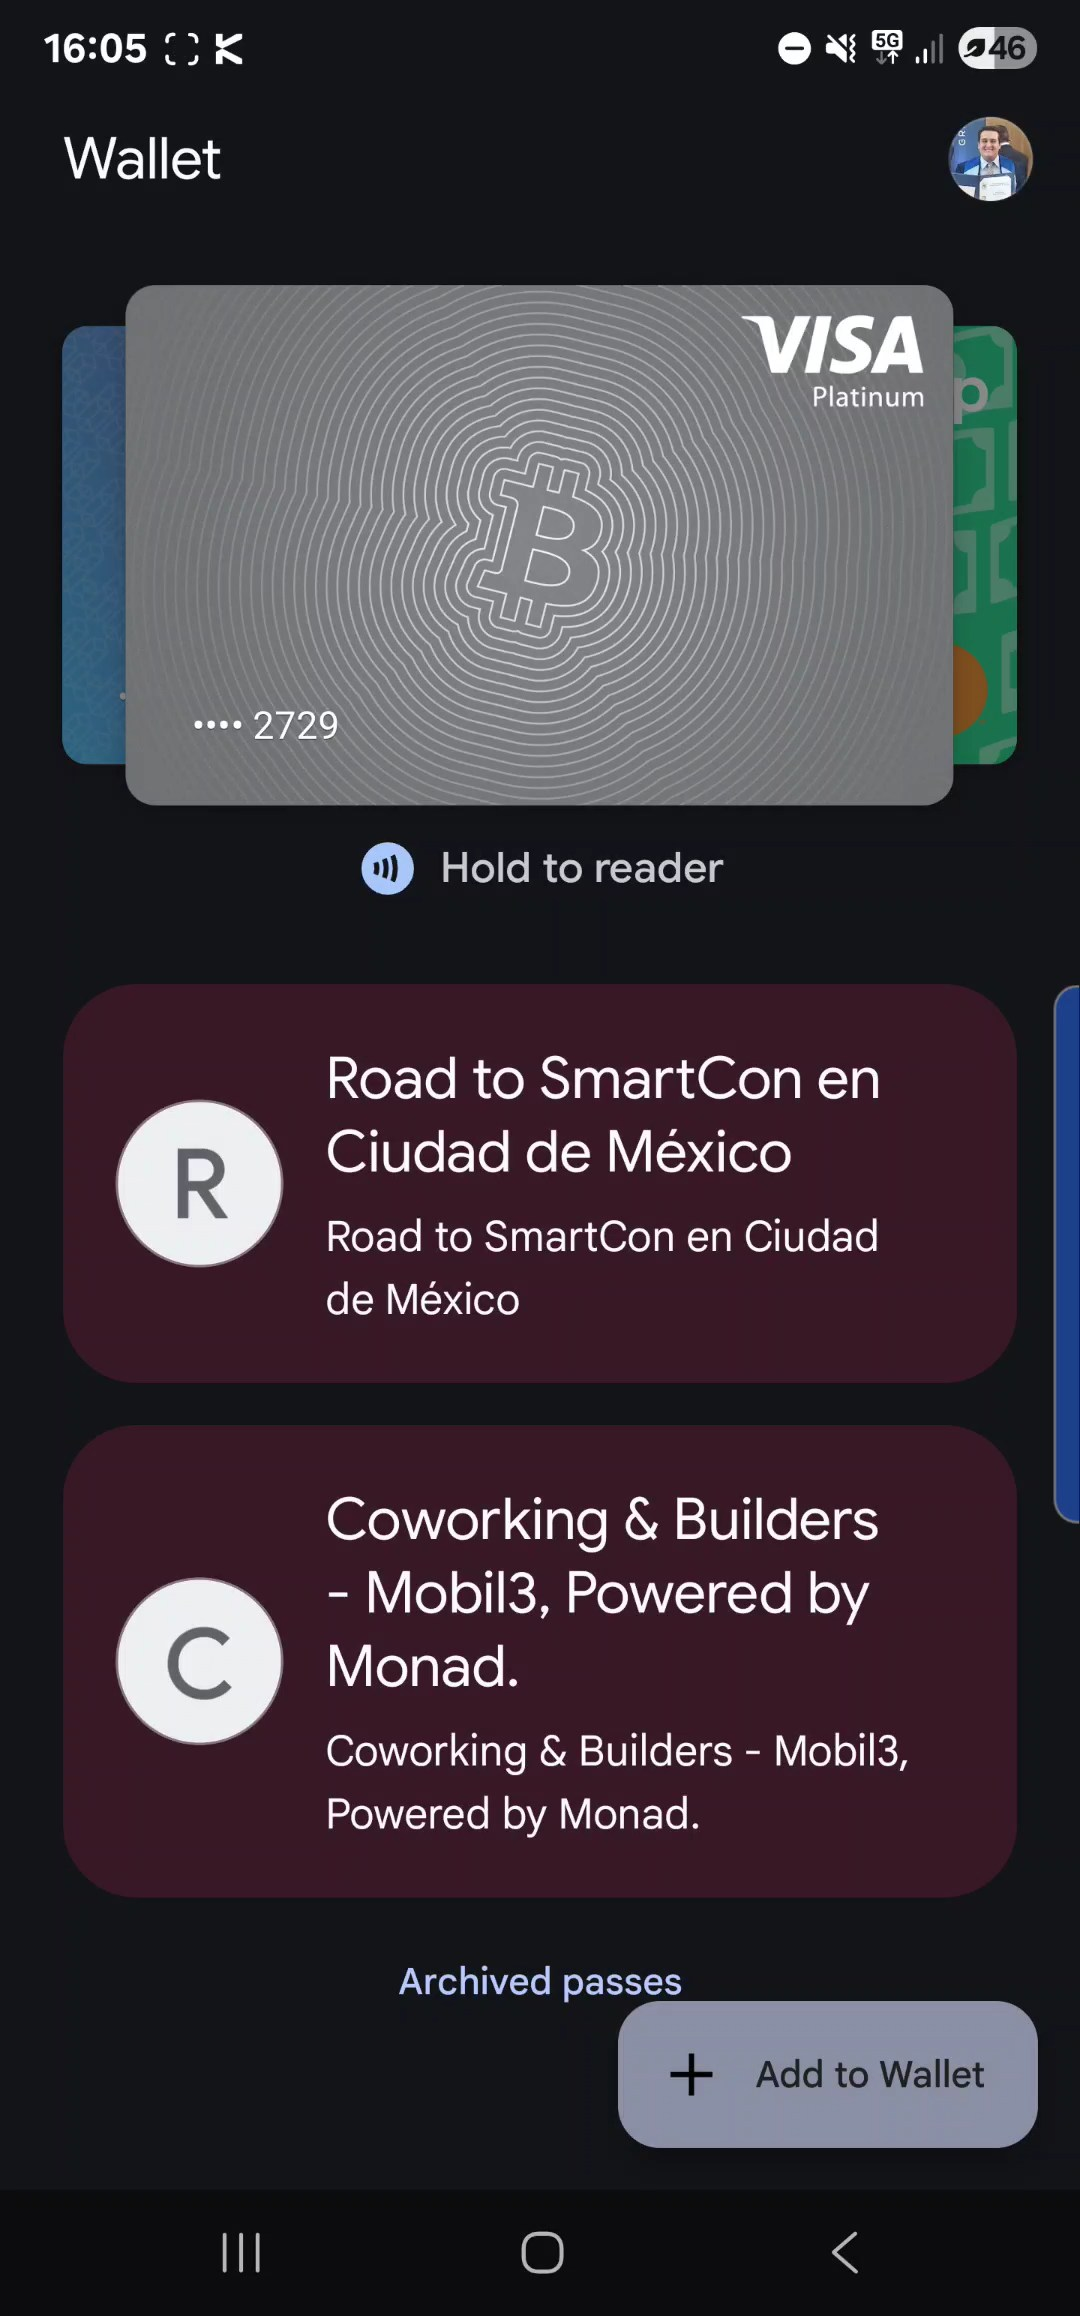 16:05
5G
46
Wallet
VISA
Platinum
p
•••• 2729
Hold to reader
R
Road to SmartCon en
Ciudad de México
Road to SmartCon en Ciudad
de México
C
Coworking & Builders
- Mobil3, Powered by
Monad.
Coworking & Builders - Mobil3,
Powered by Monad.
Archived passes
+ Add to Wallet